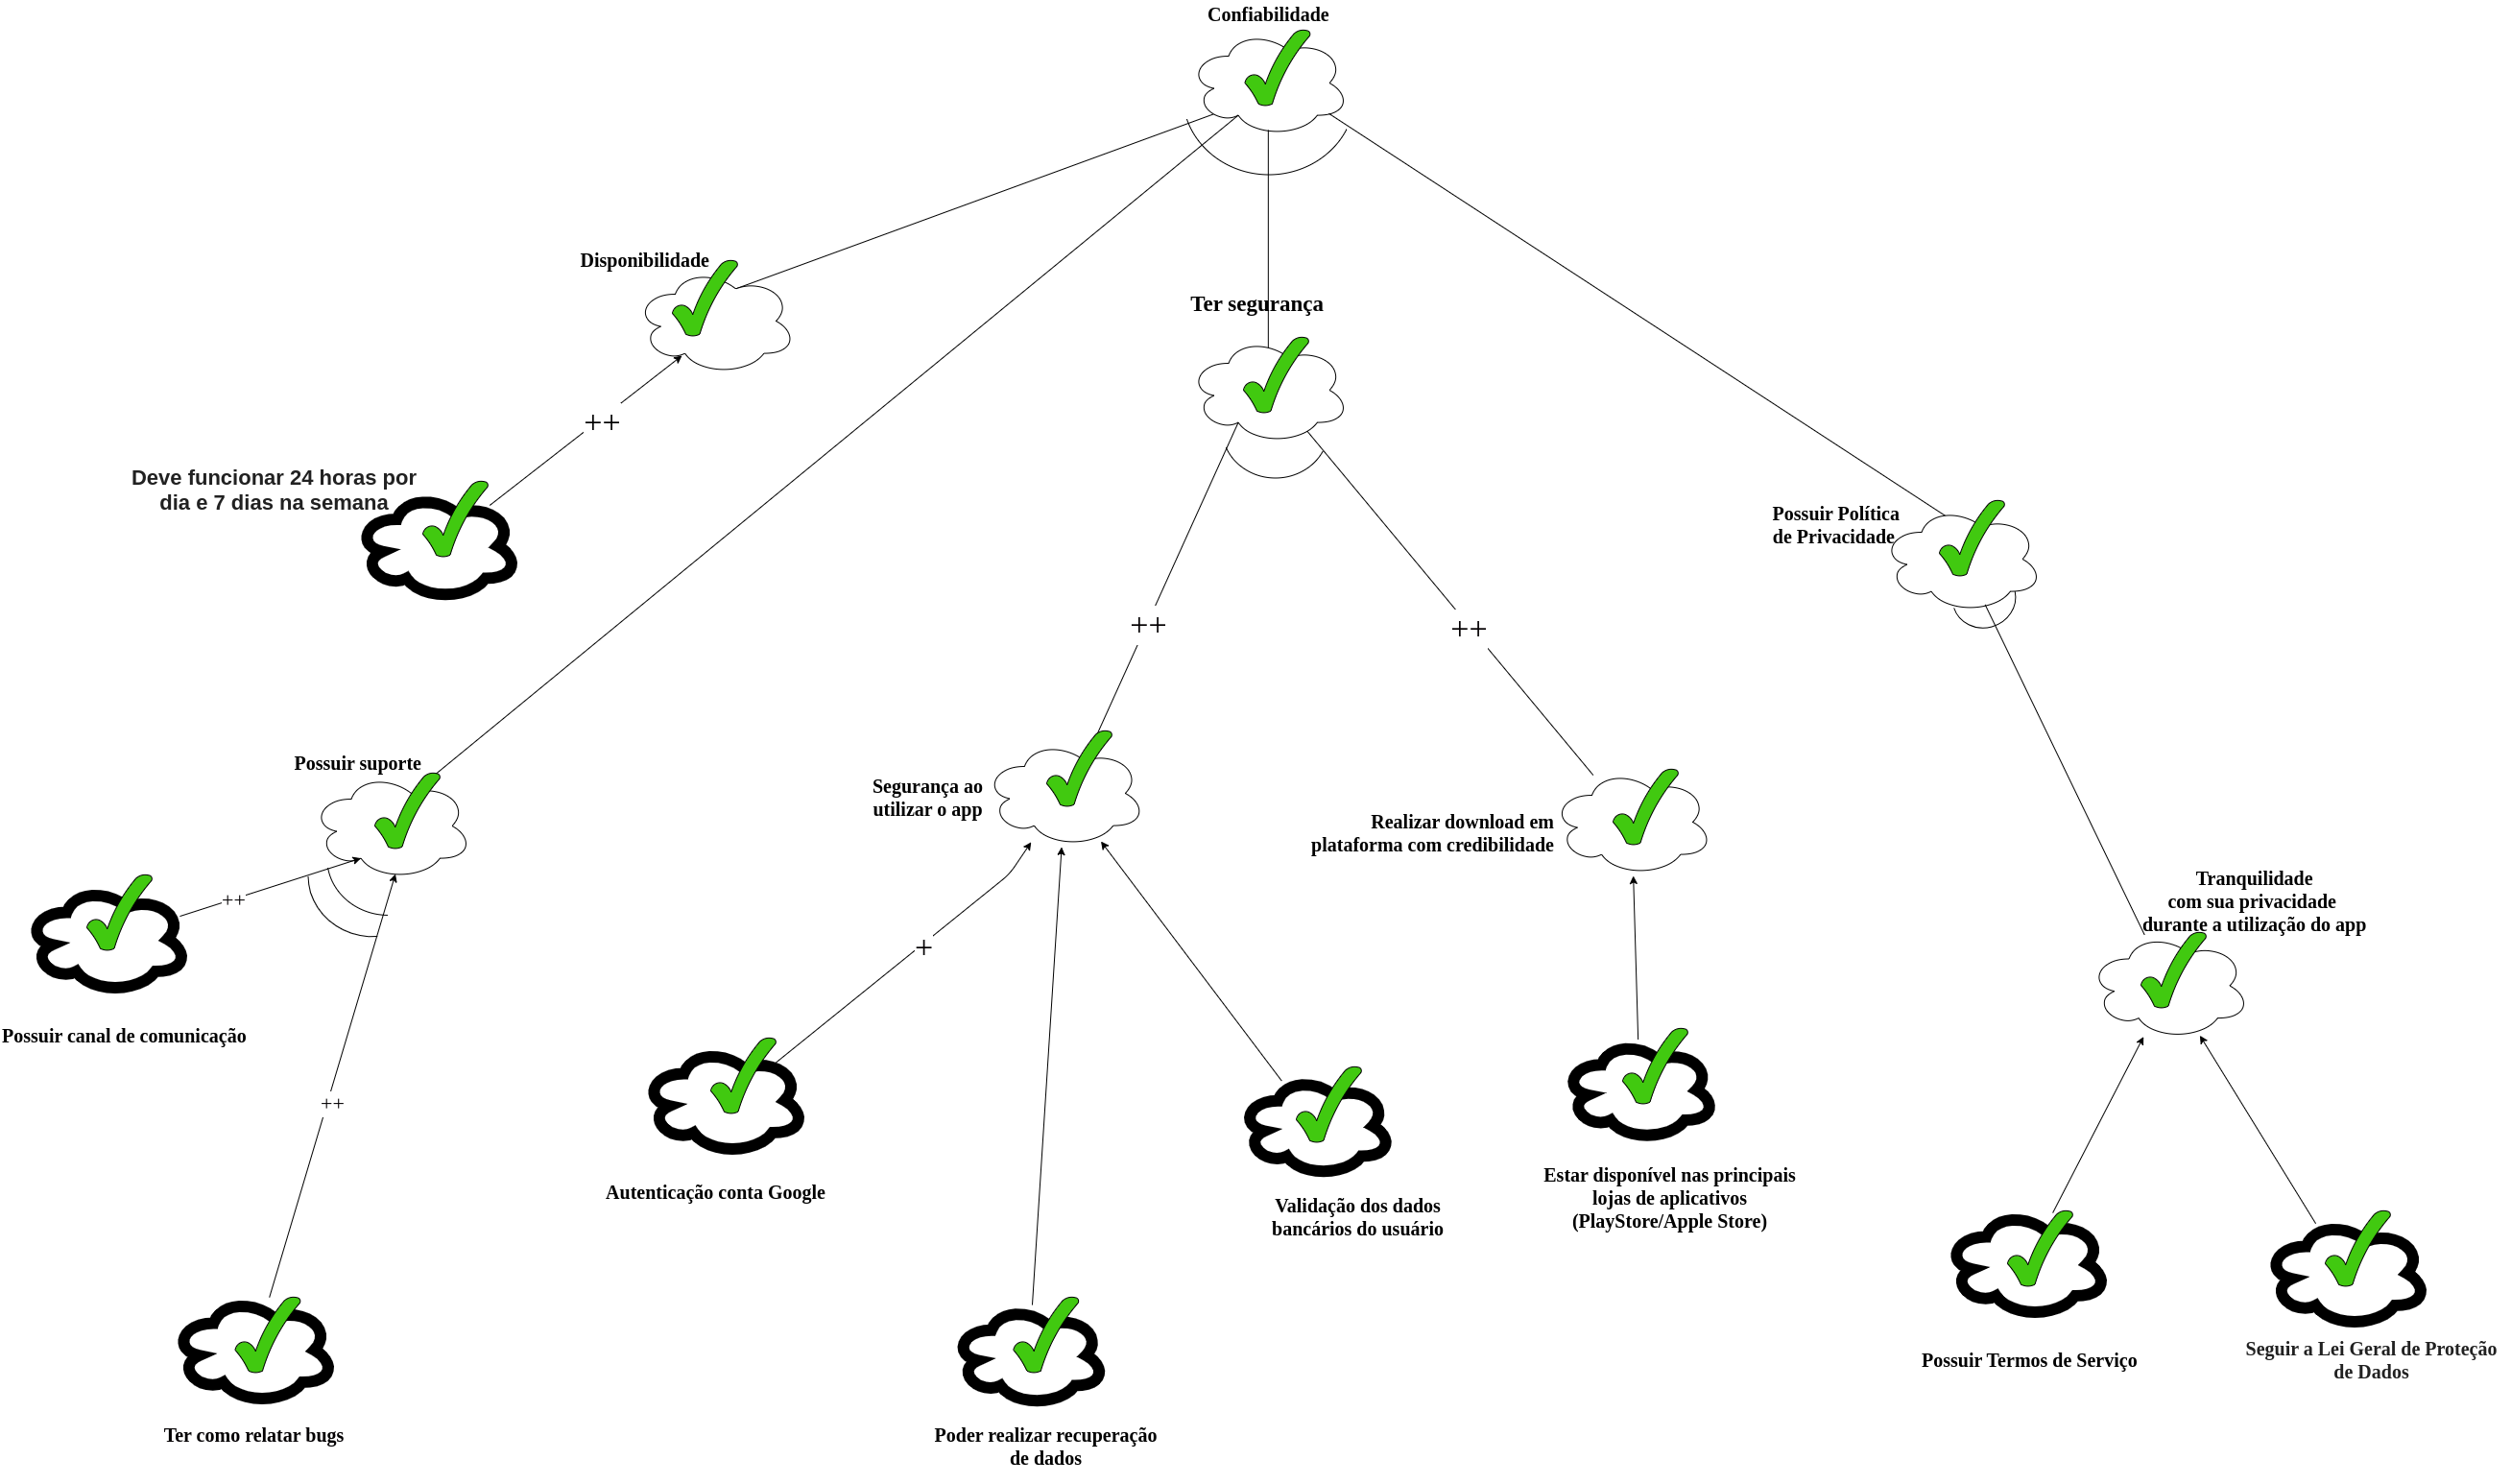 Confiabilidade
Disponibilidade
Ter segurança
++
Deve funcionar 24 horas por
dia e 7 dias na semana
Possuir Política
de Privacidade
++
++
Possuir suporte
Segurança ao
utilizar o app
Realizar download em
plataforma com credibilidade
Tranquilidade
com sua privacidade
durante a utilização do app
++
+
Possuir canal de comunicação
++
Autenticação conta Google
Validação dos dados
bancários do usuário
Estar disponível nas principais
lojas de aplicativos
(PlayStore/Apple Store)
Possuir Termos de Serviço
Seguir a Lei Geral de Proteção
de Dados
Ter como relatar bugs
Poder realizar recuperação
de dados